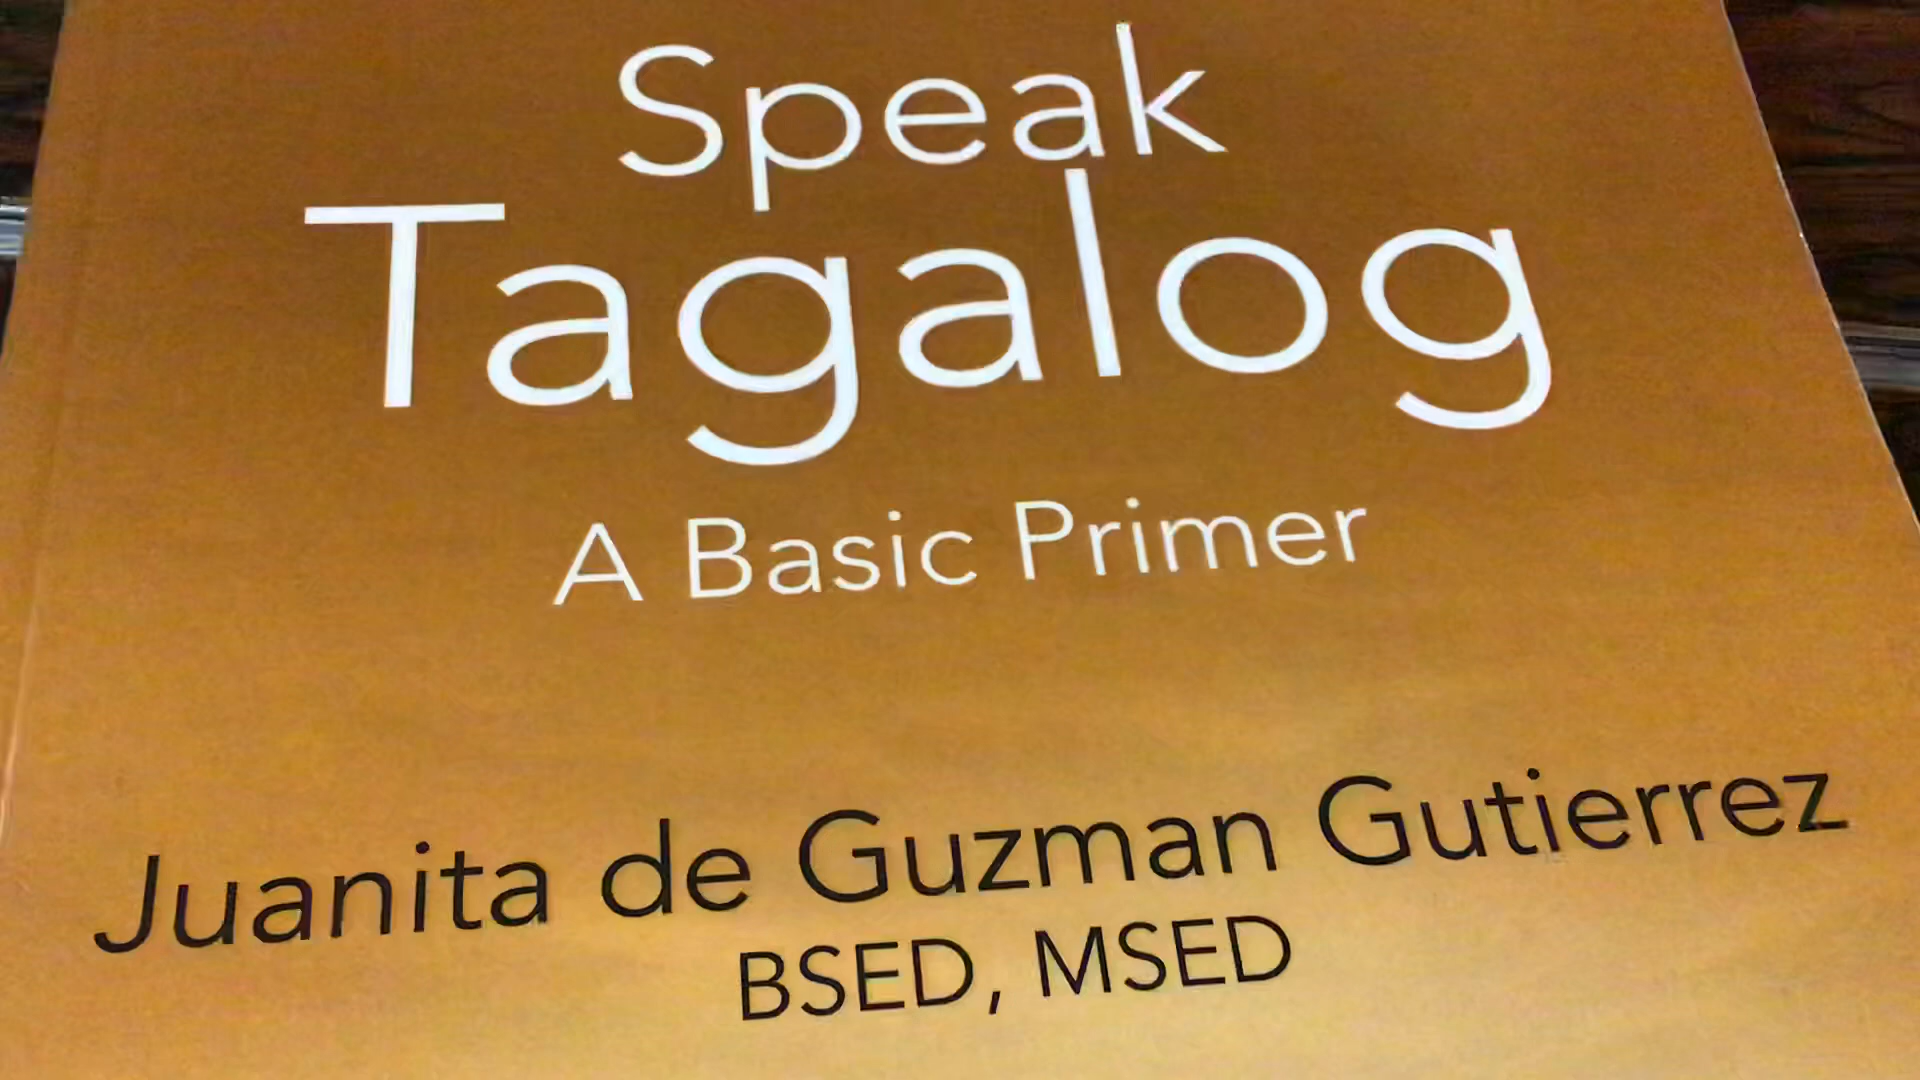 Speak
Tagalog
A Basic Primer
Juanita de Guzman Gutierrez
BSED, MSED